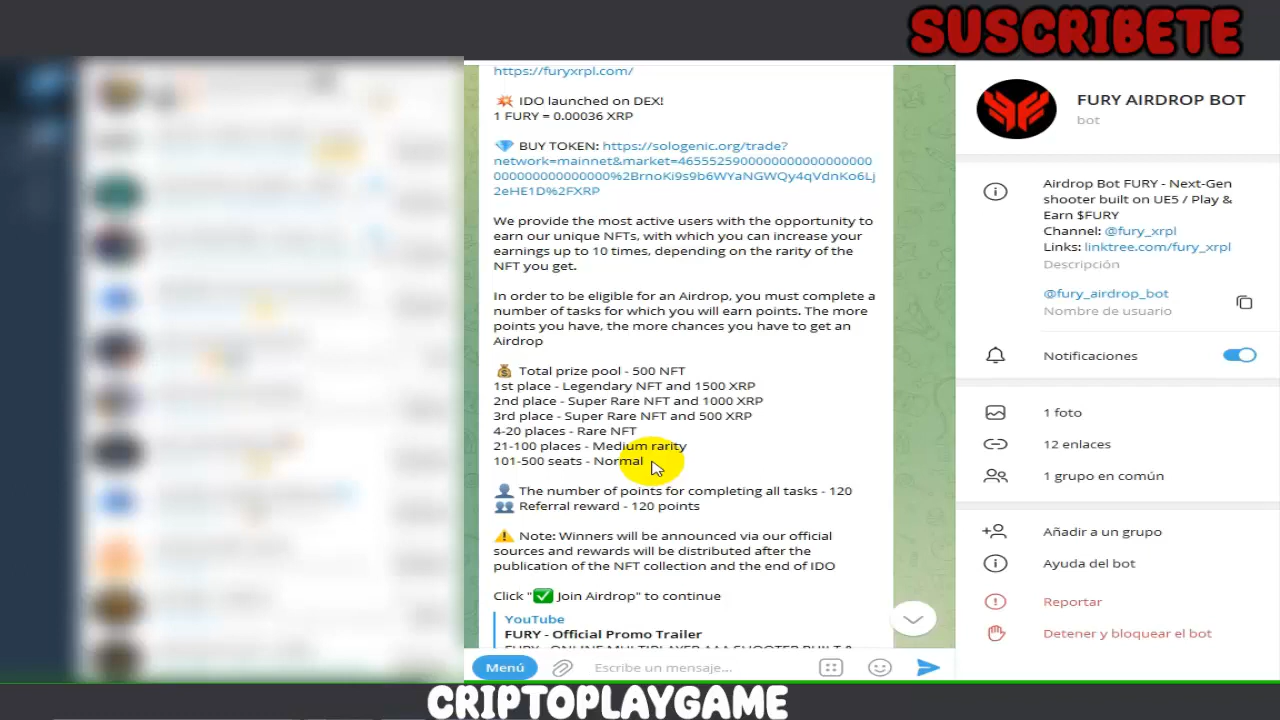 SUSCRIBETE
https://furyxrpl.com/
💥 IDO launched on DEX!
1 FURY = 0.00036 XRP
💎 BUY TOKEN: https://sologenic.org/trade?
network=mainnet&market=4655525900000000000000000
00000000000000%2BrnoKi9s9b6WYaNGWQy4qVdnKo6Lj
2eHE1D%2FXRP
We provide the most active users with the opportunity to
earn our unique NFTs, with which you can increase your
earnings up to 10 times, depending on the rarity of the
NFT you get.
In order to be eligible for an Airdrop, you must complete a
number of tasks for which you will earn points. The more
points you have, the more chances you have to get an
Airdrop
💰 Total prize pool - 500 NFT
1st place - Legendary NFT and 1500 XRP
2nd place - Super Rare NFT and 1000 XRP
3rd place - Super Rare NFT and 500 XRP
4-20 places - Rare NFT
21-100 places - Medium rarity
101-500 seats - Normal
👤 The number of points for completing all tasks - 120
👥 Referral reward - 120 points
⚠️ Note: Winners will be announced via our official
sources and rewards will be distributed after the
publication of the NFT collection and the end of IDO
Click "✅ Join Airdrop" to continue
YouTube
FURY - Official Promo Trailer
Menú
Escribe un mensaje...
FURY AIRDROP BOT
bot
Airdrop Bot FURY - Next-Gen
shooter built on UE5 / Play &
Earn $FURY
Channel: @fury_xrpl
Links: linktree.com/fury_xrpl
Descripción
@fury_airdrop_bot
Nombre de usuario
Notificaciones
1 foto
12 enlaces
1 grupo en común
Añadir a un grupo
Ayuda del bot
Reportar
Detener y bloquear el bot
CRIPTOPLAYGAME